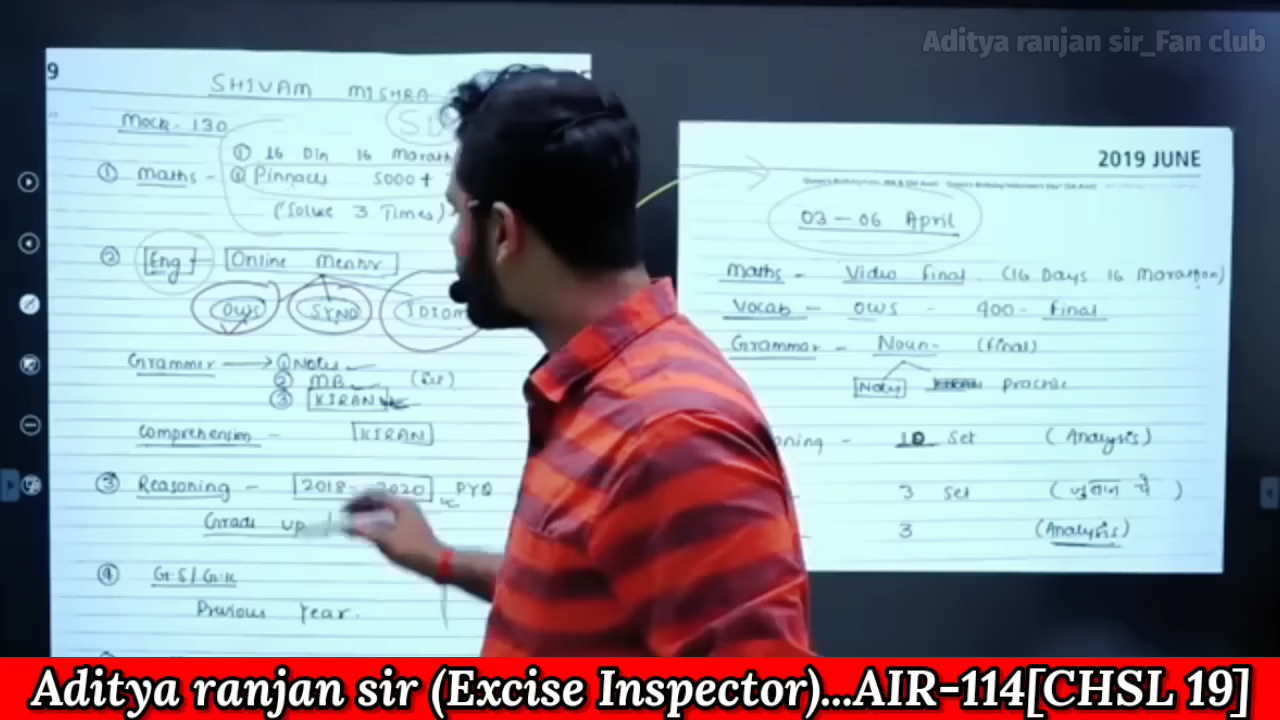 Aditya ranjan sir_Fan club
9
SHIVAM MISHRA
Mock - 130
① 16 Din 16 Marath
① Maths - ② Pinnacle 5000+
(Solve 3 Times)
② Eng - Online Mentor
OWS SYNO IDIOM
Grammer → ① Notes
② MB
③ KIRAN
Comprehension - KIRAN
③ Reasoning - 2018 - 2020 PYQ
Grade up
④ G.S/G.K
Previous Year.
2019 JUNE
03 - 06 April
Maths - Video Final (16 Days 16 Marathon)
Vocab - OWS - 900 - Final
Grammar - Noun - (Final)
Notes Practice
ning - 10 Set (Analysis)
3 Set
3 (Analysis)
Aditya ranjan sir (Excise Inspector)...AIR-114[CHSL 19]